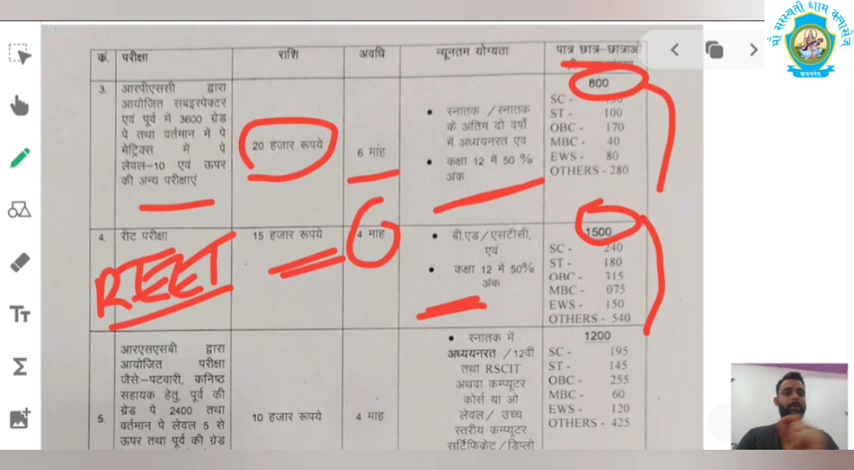 माँ सरस्वती धाम क्लासेज
क. परीक्षा राशि अवधि न्यूनतम योग्यता पात्र छात्र-छात्राओं
3. आरपीएससी द्वारा
आयोजित सबइस्पेक्टर
एवं पूर्व में 3600 ग्रेड
पे तथा वर्तमान में पे
मेट्रिक्स में पे
लेवल-10 एवं ऊपर
की अन्य परीक्षाएं
20 हजार रूपये
6 मांह
• स्नातक /स्नातक
के अंतिम दो वर्षों
में अध्ययनरत एव
• कक्षा 12 में 50 %
अंक
800
SC -
ST - 100
OBC - 170
MBC - 40
EWS - 80
OTHERS - 280
4. रीट परीक्षा
REET
15 हजार रूपये
4 माह
• बी.एड/एसटीसी,
एवं
• कक्षा 12 में 50%
अंक
1500
SC - 240
ST - 180
OBC - 315
MBC - 075
EWS - 150
OTHERS - 540
5.
आरएसएसबी द्वारा
आयोजित परीक्षा
जैसेः-पटवारी, कनिष्ठ
सहायक हेतु, पूर्व की
ग्रेड पे 2400 तथा
वर्तमान पे लेवल 5 से
ऊपर तथा पूर्व की ग्रेड
10 हजार रूपये
4 माह
• स्नातक में
अध्ययनरत /12वीं
तथा RSCIT
अथवा कम्प्यूटर
कोर्स या ओ
लेवल/ उच्च
स्तरीय कम्प्यूटर
सर्टिफिकेट/डिप्लो
1200
SC - 195
ST - 145
OBC - 255
MBC - 60
EWS - 120
OTHERS - 425
Tт